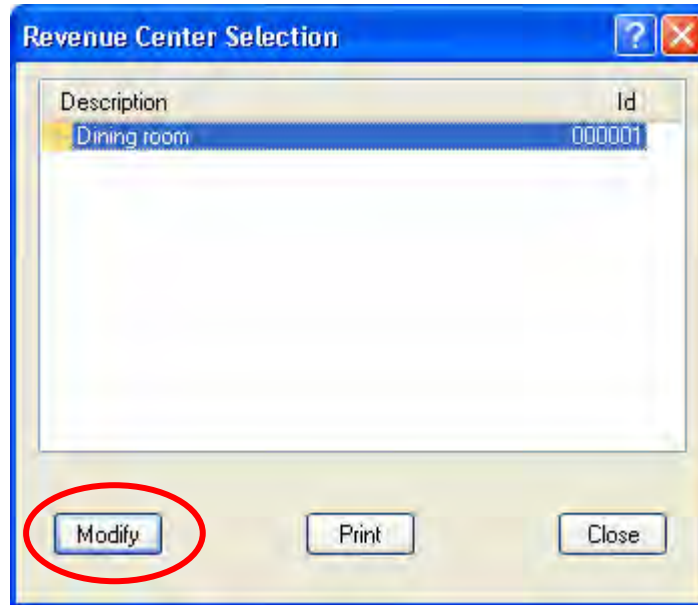 Revenue Center Selection ?
Description Id
Dining room 000001
Modify Print Close